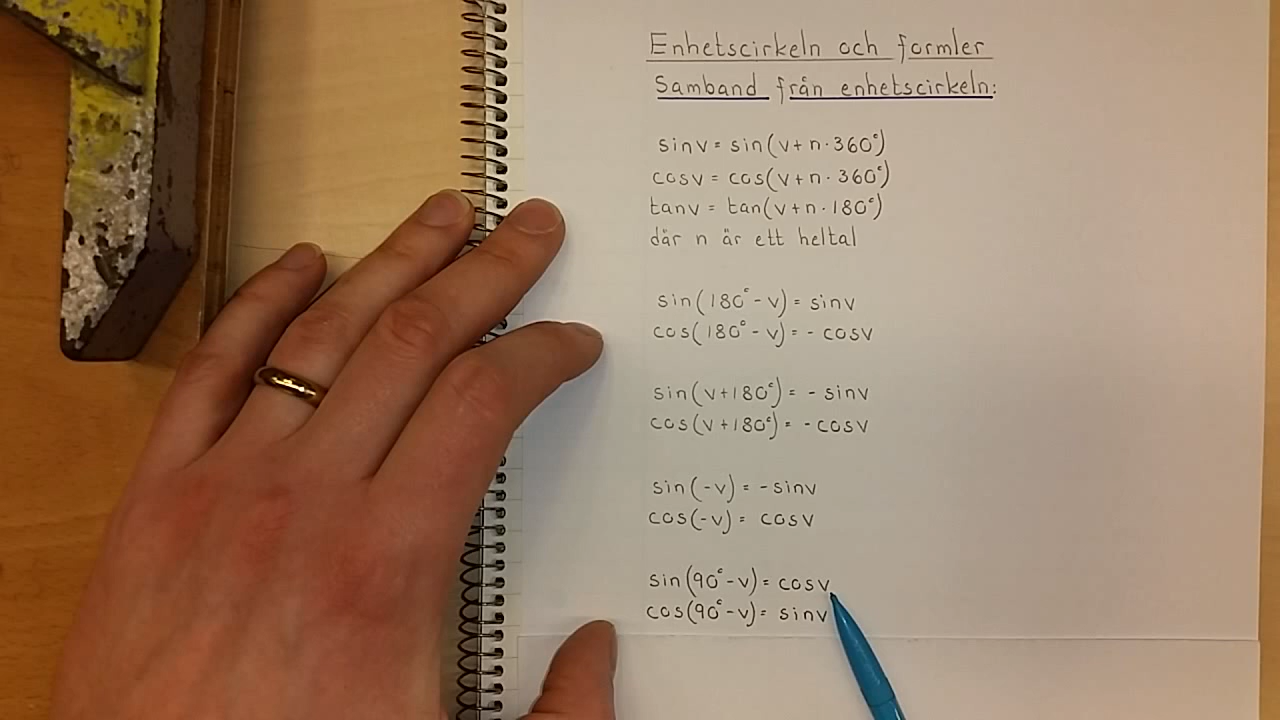 Enhetscirkeln och formler
Samband från enhetscirkeln:
sinv = sin(v+n·360°)
cosv = cos(v+n·360°)
tanv = tan(v+n·180°)
där n är ett heltal
sin(180°-v) = sinv
cos(180°-v) = - cosv
sin(v+180°) = - sinv
cos(v+180°) = - cosv
sin(-v) = -sinv
cos(-v) = cosv
sin(90°-v) = cosv
cos(90°-v) = sinv